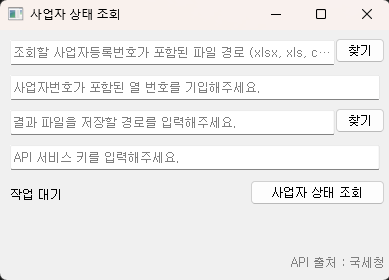 사업자 상태 조회
조회할 사업자등록번호가 포함된 파일 경로 (xlsx, xls, c…
찾기
사업자번호가 포함된 열 번호를 기입해주세요.
결과 파일을 저장할 경로를 입력해주세요.
찾기
API 서비스 키를 입력해주세요.
작업 대기
사업자 상태 조회
API 출처 : 국세청